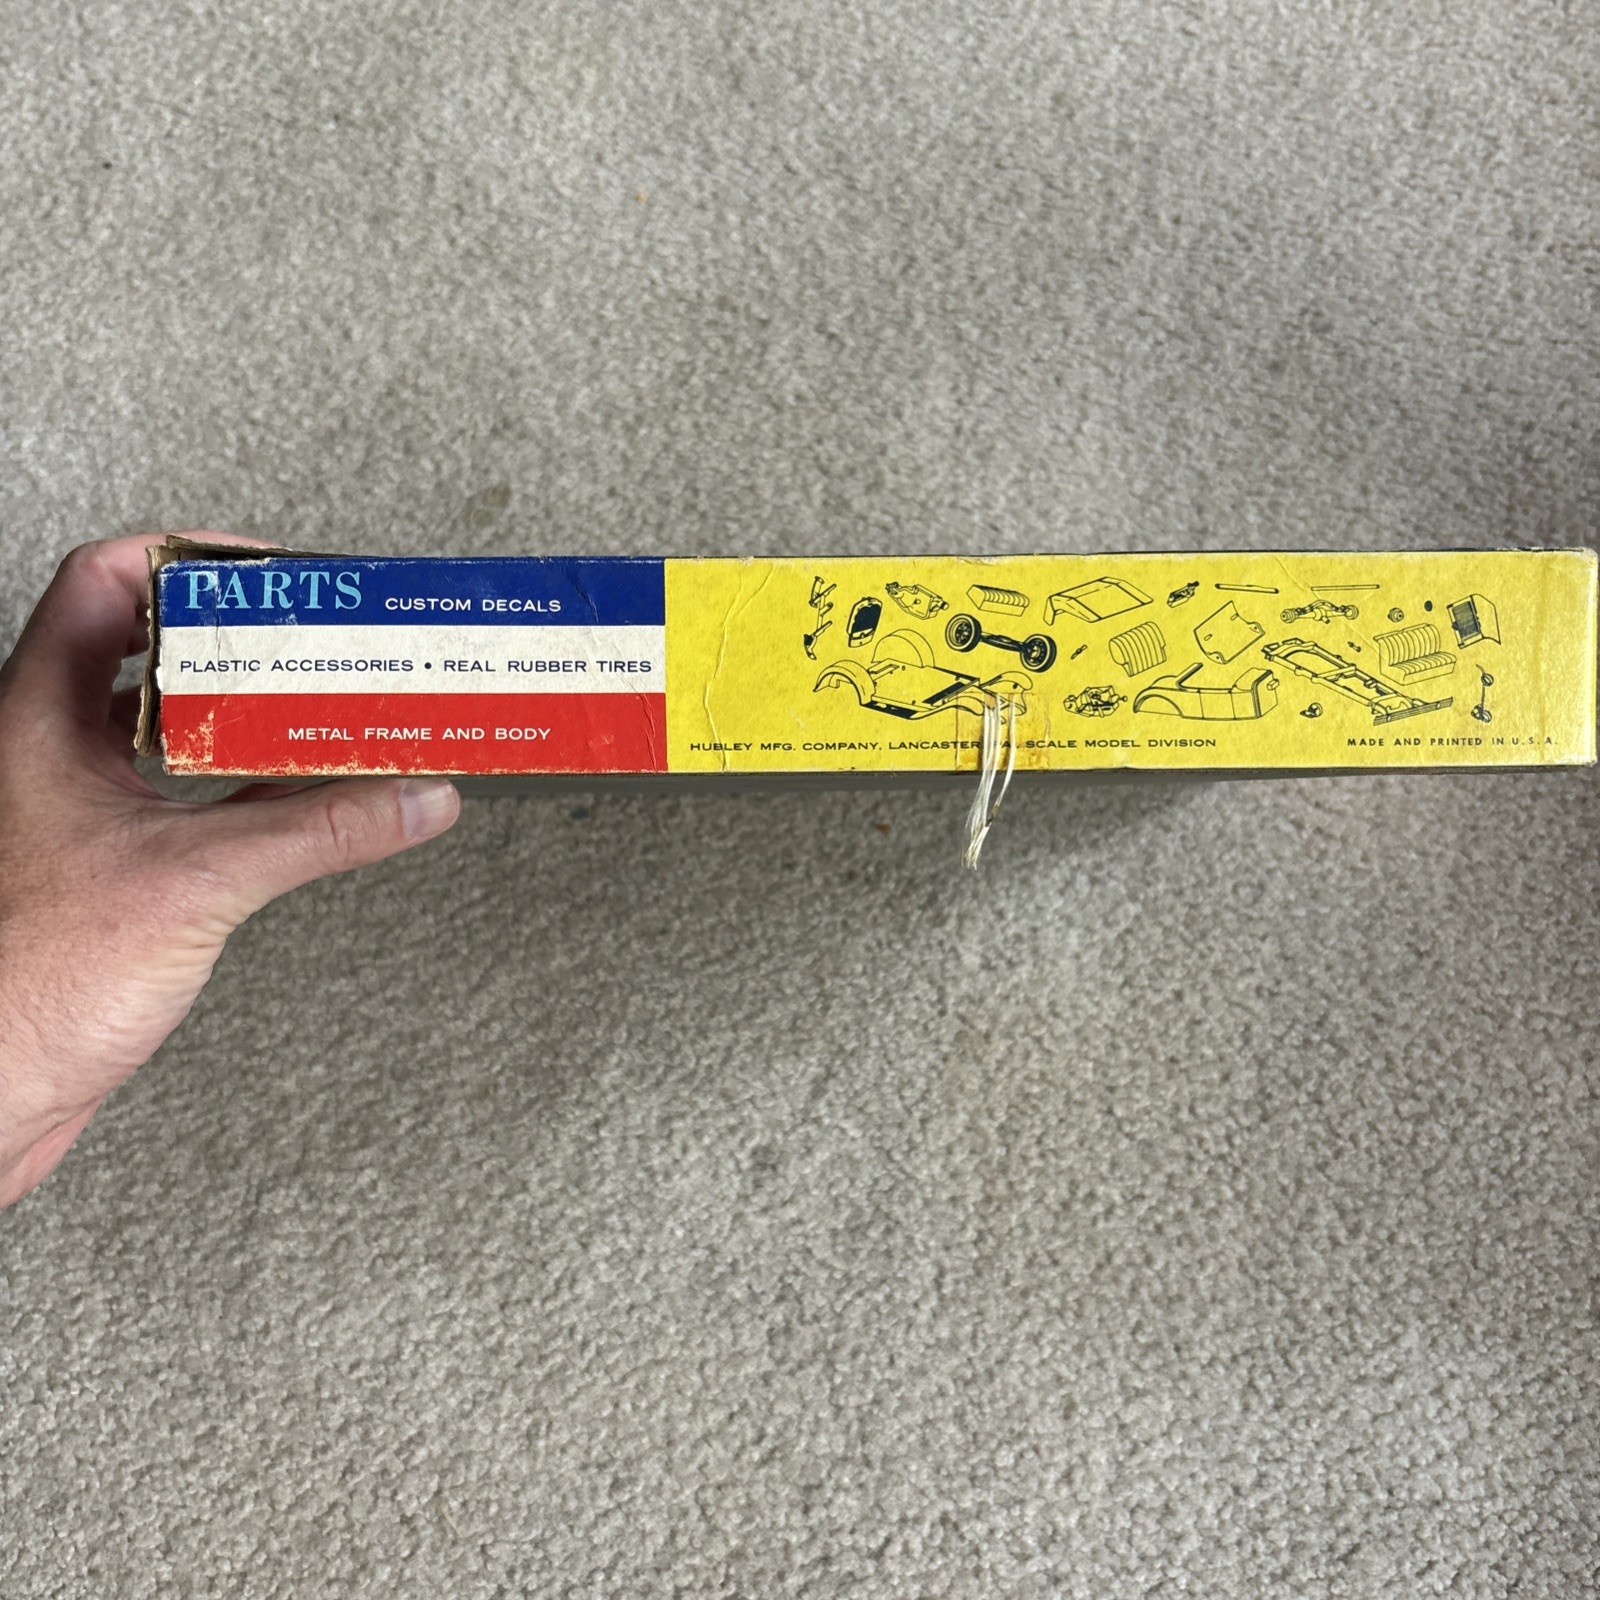 PARTS CUSTOM DECALS
PLASTIC ACCESSORIES • REAL RUBBER TIRES
METAL FRAME AND BODY
HUBLEY MFG. COMPANY, LANCASTER, PA. SCALE MODEL DIVISION
MADE AND PRINTED IN U.S.A.